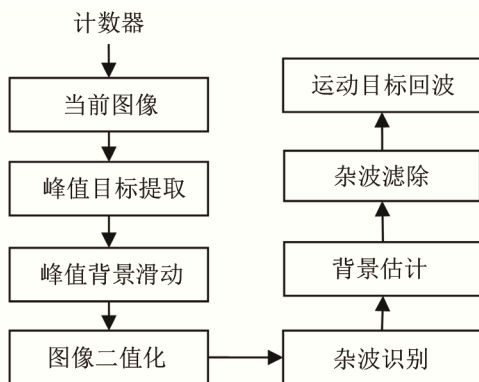 计数器
当前图像
峰值目标提取
峰值背景滑动
图像二值化
杂波识别
背景估计
杂波滤除
运动目标回波